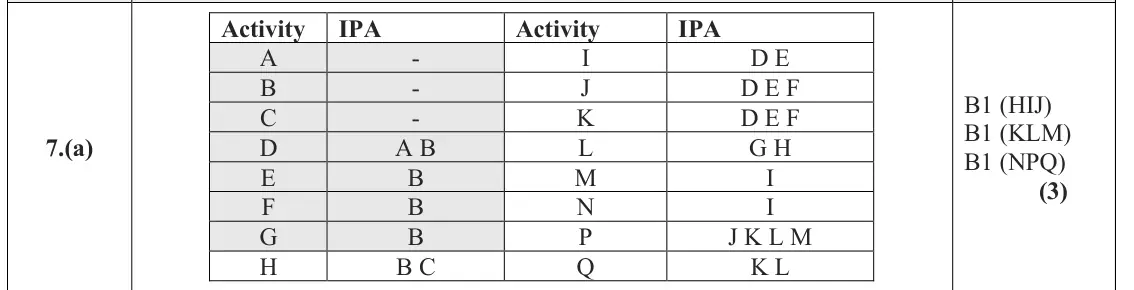 Activity IPA Activity IPA
A - I D E
B - J D E F
C - K D E F
7.(a) D A B L G H
E B M I
F B N I
G B P J K L M
H B C Q K L
B1 (HIJ)
B1 (KLM)
B1 (NPQ)
(3)